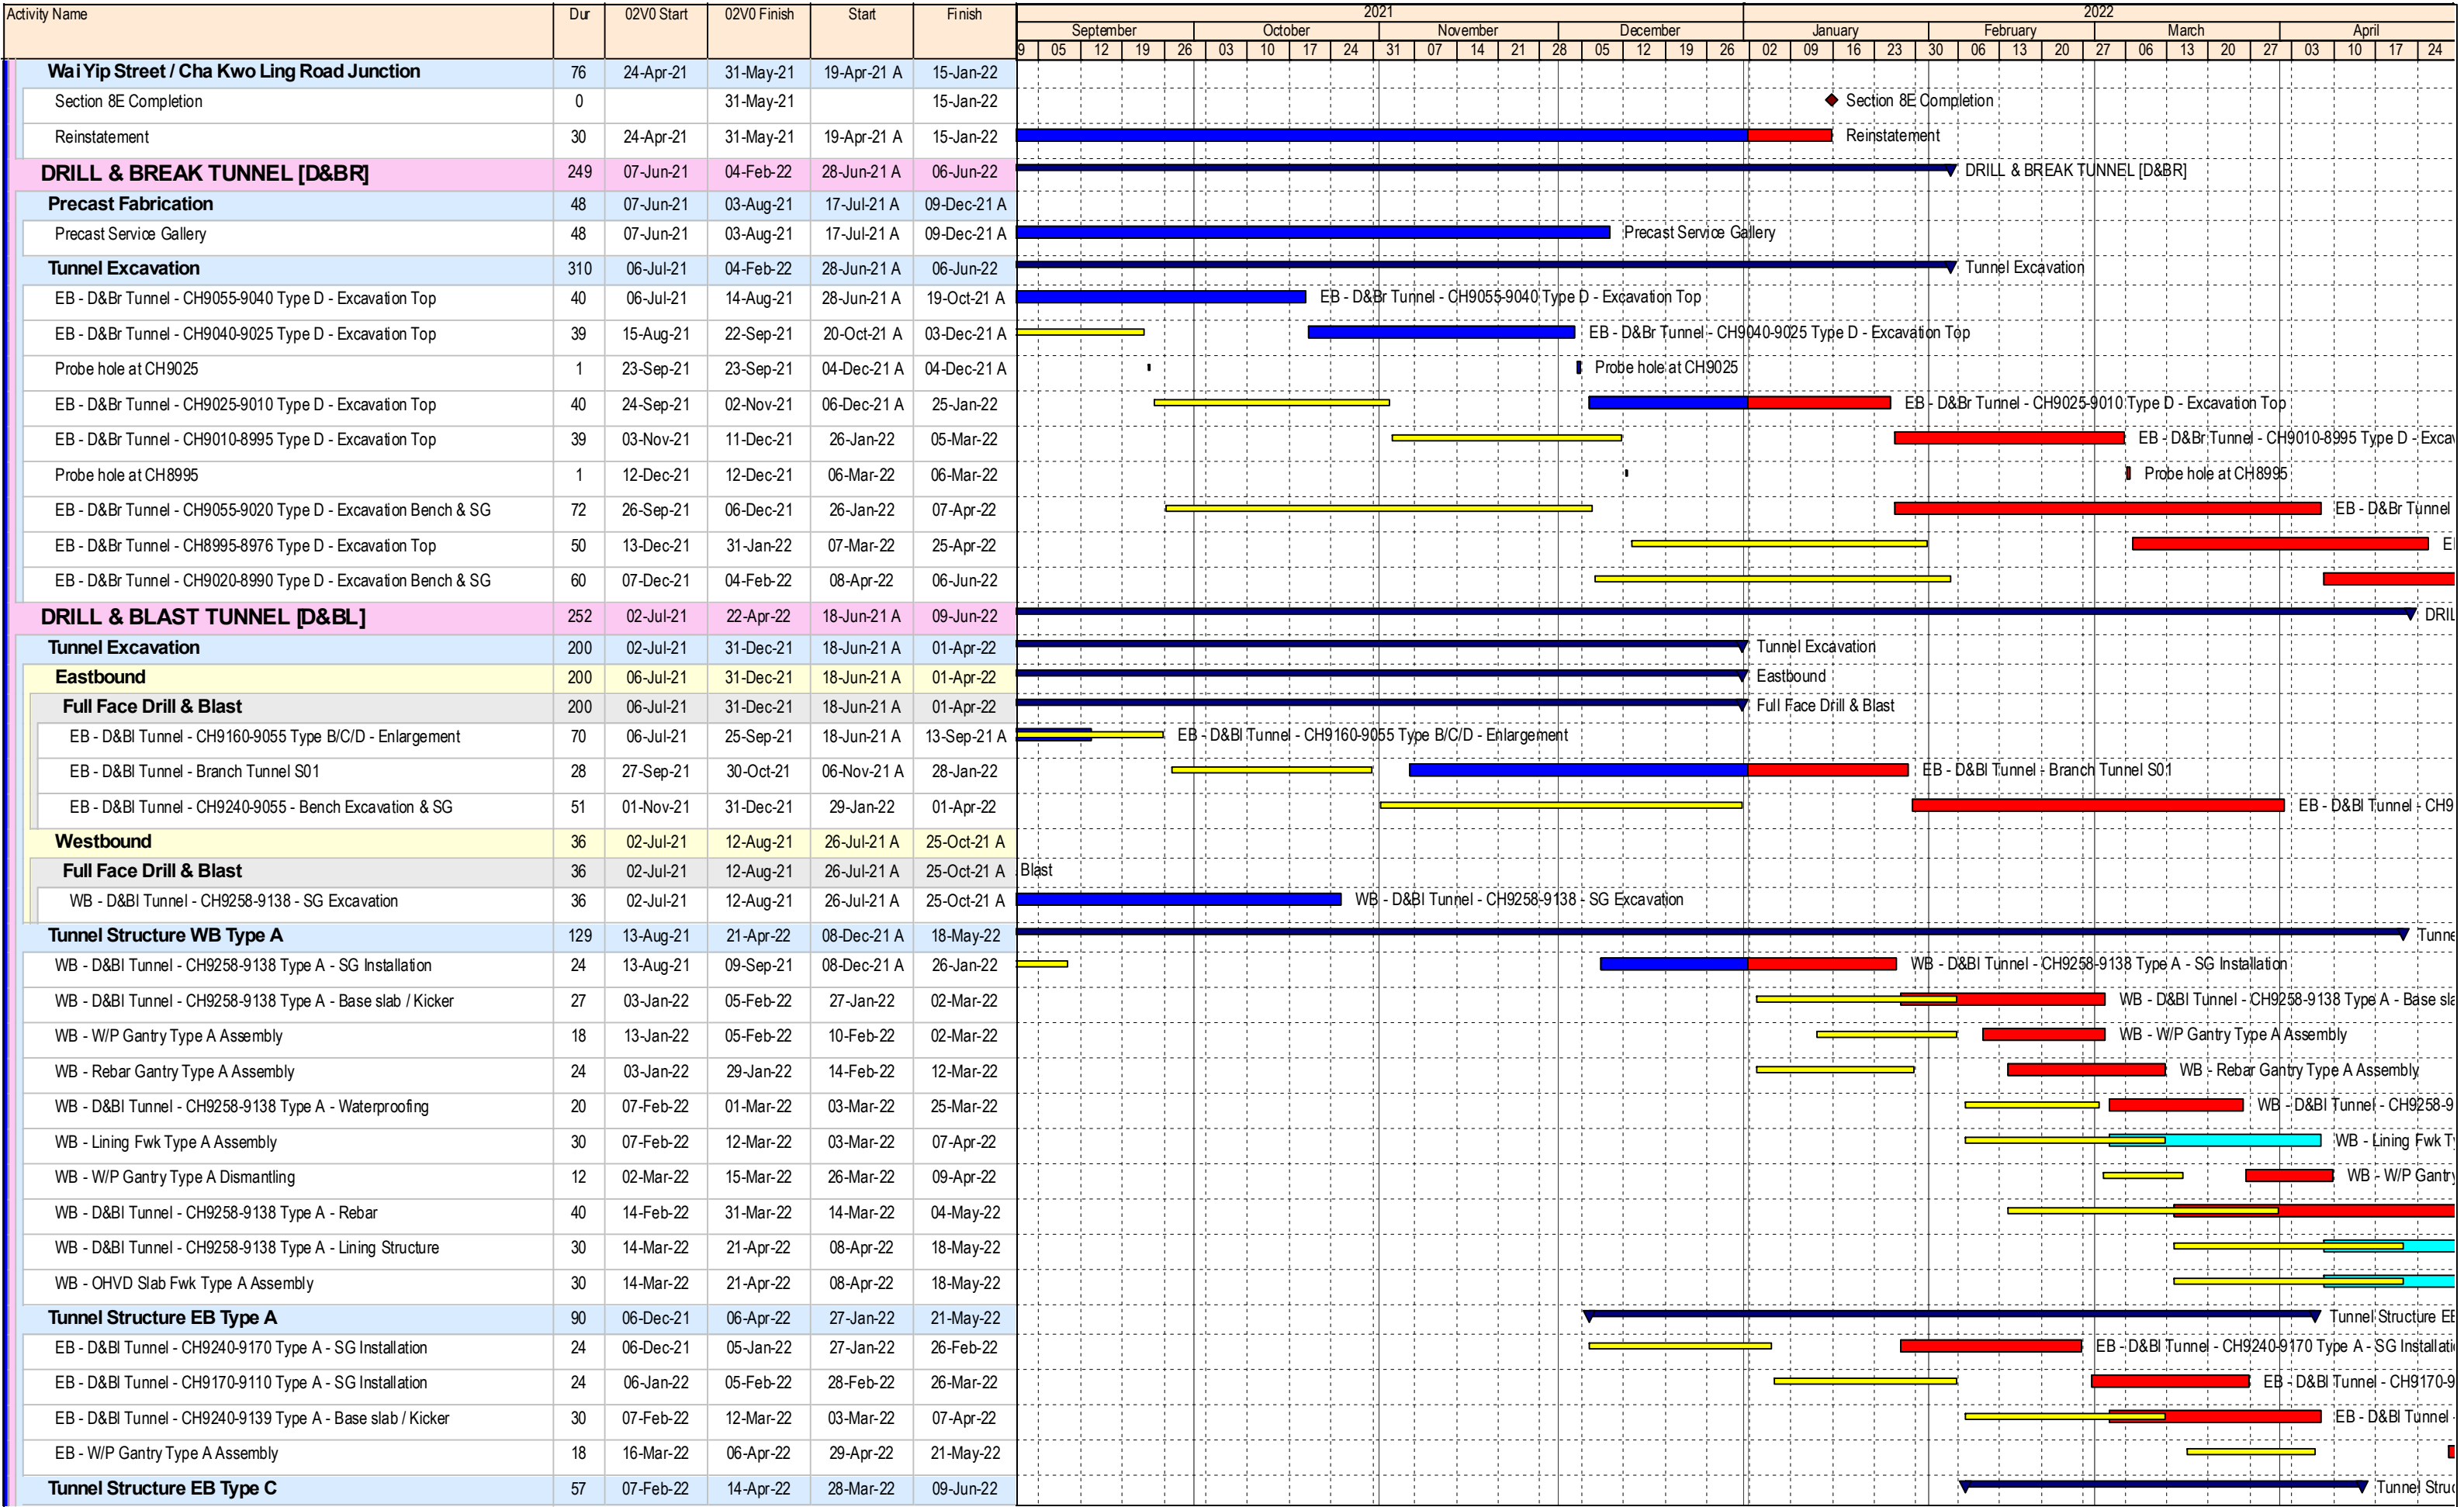 Activity Name Dur 02V0 Start 02V0 Finish Start Finish 2021 2022
September October November December January February March April
9 05 12 19 26 03 10 17 24 31 07 14 21 28 05 12 19 26 02 09 16 23 30 06 13 20 27 06 13 20 27 03 10 17 24
Wai Yip Street / Cha Kwo Ling Road Junction 76 24-Apr-21 31-May-21 19-Apr-21 A 15-Jan-22
Section 8E Completion 0 31-May-21 15-Jan-22 Section 8E Completion
Reinstatement 30 24-Apr-21 31-May-21 19-Apr-21 A 15-Jan-22 Reinstatement
DRILL & BREAK TUNNEL [D&BR] 249 07-Jun-21 04-Feb-22 28-Jun-21 A 06-Jun-22 DRILL & BREAK TUNNEL [D&BR]
Precast Fabrication 48 07-Jun-21 03-Aug-21 17-Jul-21 A 09-Dec-21 A
Precast Service Gallery 48 07-Jun-21 03-Aug-21 17-Jul-21 A 09-Dec-21 A Precast Service Gallery
Tunnel Excavation 310 06-Jul-21 04-Feb-22 28-Jun-21 A 06-Jun-22 Tunnel Excavation
EB - D&Br Tunnel - CH9055-9040 Type D - Excavation Top 40 06-Jul-21 14-Aug-21 28-Jun-21 A 19-Oct-21 A EB - D&Br Tunnel - CH9055-9040 Type D - Excavation Top
EB - D&Br Tunnel - CH9040-9025 Type D - Excavation Top 39 15-Aug-21 22-Sep-21 20-Oct-21 A 03-Dec-21 A EB - D&Br Tunnel - CH9040-9025 Type D - Excavation Top
Probe hole at CH9025 1 23-Sep-21 23-Sep-21 04-Dec-21 A 04-Dec-21 A Probe hole at CH9025
EB - D&Br Tunnel - CH9025-9010 Type D - Excavation Top 40 24-Sep-21 02-Nov-21 06-Dec-21 A 25-Jan-22 EB - D&Br Tunnel - CH9025-9010 Type D - Excavation Top
EB - D&Br Tunnel - CH9010-8995 Type D - Excavation Top 39 03-Nov-21 11-Dec-21 26-Jan-22 05-Mar-22 EB - D&Br Tunnel - CH9010-8995 Type D - Excav
Probe hole at CH8995 1 12-Dec-21 12-Dec-21 06-Mar-22 06-Mar-22 Probe hole at CH8995
EB - D&Br Tunnel - CH9055-9020 Type D - Excavation Bench & SG 72 26-Sep-21 06-Dec-21 26-Jan-22 07-Apr-22 EB - D&Br Tunnel
EB - D&Br Tunnel - CH8995-8976 Type D - Excavation Top 50 13-Dec-21 31-Jan-22 07-Mar-22 25-Apr-22
EB - D&Br Tunnel - CH9020-8990 Type D - Excavation Bench & SG 60 07-Dec-21 04-Feb-22 08-Apr-22 06-Jun-22
DRILL & BLAST TUNNEL [D&BL] 252 02-Jul-21 22-Apr-22 18-Jun-21 A 09-Jun-22 DRIL
Tunnel Excavation 200 02-Jul-21 31-Dec-21 18-Jun-21 A 01-Apr-22 Tunnel Excavation
Eastbound 200 06-Jul-21 31-Dec-21 18-Jun-21 A 01-Apr-22 Eastbound
Full Face Drill & Blast 200 06-Jul-21 31-Dec-21 18-Jun-21 A 01-Apr-22 Full Face Drill & Blast
EB - D&Bl Tunnel - CH9160-9055 Type B/C/D - Enlargement 70 06-Jul-21 25-Sep-21 18-Jun-21 A 13-Sep-21 A EB - D&Bl Tunnel - CH9160-9055 Type B/C/D - Enlargement
EB - D&Bl Tunnel - Branch Tunnel S01 28 27-Sep-21 30-Oct-21 06-Nov-21 A 28-Jan-22 EB - D&Bl Tunnel - Branch Tunnel S01
EB - D&Bl Tunnel - CH9240-9055 - Bench Excavation & SG 51 01-Nov-21 31-Dec-21 29-Jan-22 01-Apr-22 EB - D&Bl Tunnel - CH9
Westbound 36 02-Jul-21 12-Aug-21 26-Jul-21 A 25-Oct-21 A
Full Face Drill & Blast 36 02-Jul-21 12-Aug-21 26-Jul-21 A 25-Oct-21 A Blast
WB - D&Bl Tunnel - CH9258-9138 - SG Excavation 36 02-Jul-21 12-Aug-21 26-Jul-21 A 25-Oct-21 A WB - D&Bl Tunnel - CH9258-9138 - SG Excavation
Tunnel Structure WB Type A 129 13-Aug-21 21-Apr-22 08-Dec-21 A 18-May-22 Tunne
WB - D&Bl Tunnel - CH9258-9138 Type A - SG Installation 24 13-Aug-21 09-Sep-21 08-Dec-21 A 26-Jan-22 WB - D&Bl Tunnel - CH9258-9138 Type A - SG Installation
WB - D&Bl Tunnel - CH9258-9138 Type A - Base slab / Kicker 27 03-Jan-22 05-Feb-22 27-Jan-22 02-Mar-22 WB - D&Bl Tunnel - CH9258-9138 Type A - Base sla
WB - W/P Gantry Type A Assembly 18 13-Jan-22 05-Feb-22 10-Feb-22 02-Mar-22 WB - W/P Gantry Type A Assembly
WB - Rebar Gantry Type A Assembly 24 03-Jan-22 29-Jan-22 14-Feb-22 12-Mar-22 WB - Rebar Gantry Type A Assembly
WB - D&Bl Tunnel - CH9258-9138 Type A - Waterproofing 20 07-Feb-22 01-Mar-22 03-Mar-22 25-Mar-22 WB - D&Bl Tunnel - CH9258-9
WB - Lining Fwk Type A Assembly 30 07-Feb-22 12-Mar-22 03-Mar-22 07-Apr-22 WB - Lining Fwk Ty
WB - W/P Gantry Type A Dismantling 12 02-Mar-22 15-Mar-22 26-Mar-22 09-Apr-22 WB - W/P Gantry
WB - D&Bl Tunnel - CH9258-9138 Type A - Rebar 40 14-Feb-22 31-Mar-22 14-Mar-22 04-May-22
WB - D&Bl Tunnel - CH9258-9138 Type A - Lining Structure 30 14-Mar-22 21-Apr-22 08-Apr-22 18-May-22
WB - OHVD Slab Fwk Type A Assembly 30 14-Mar-22 21-Apr-22 08-Apr-22 18-May-22
Tunnel Structure EB Type A 90 06-Dec-21 06-Apr-22 27-Jan-22 21-May-22 Tunnel Structure EB
EB - D&Bl Tunnel - CH9240-9170 Type A - SG Installation 24 06-Dec-21 05-Jan-22 27-Jan-22 26-Feb-22 EB - D&Bl Tunnel - CH9240-9170 Type A - SG Installati
EB - D&Bl Tunnel - CH9170-9110 Type A - SG Installation 24 06-Jan-22 05-Feb-22 28-Feb-22 26-Mar-22 EB - D&Bl Tunnel - CH9170-9
EB - D&Bl Tunnel - CH9240-9139 Type A - Base slab / Kicker 30 07-Feb-22 12-Mar-22 03-Mar-22 07-Apr-22 EB - D&Bl Tunnel -
EB - W/P Gantry Type A Assembly 18 16-Mar-22 06-Apr-22 29-Apr-22 21-May-22
Tunnel Structure EB Type C 57 07-Feb-22 14-Apr-22 28-Mar-22 09-Jun-22 Tunnel Struc